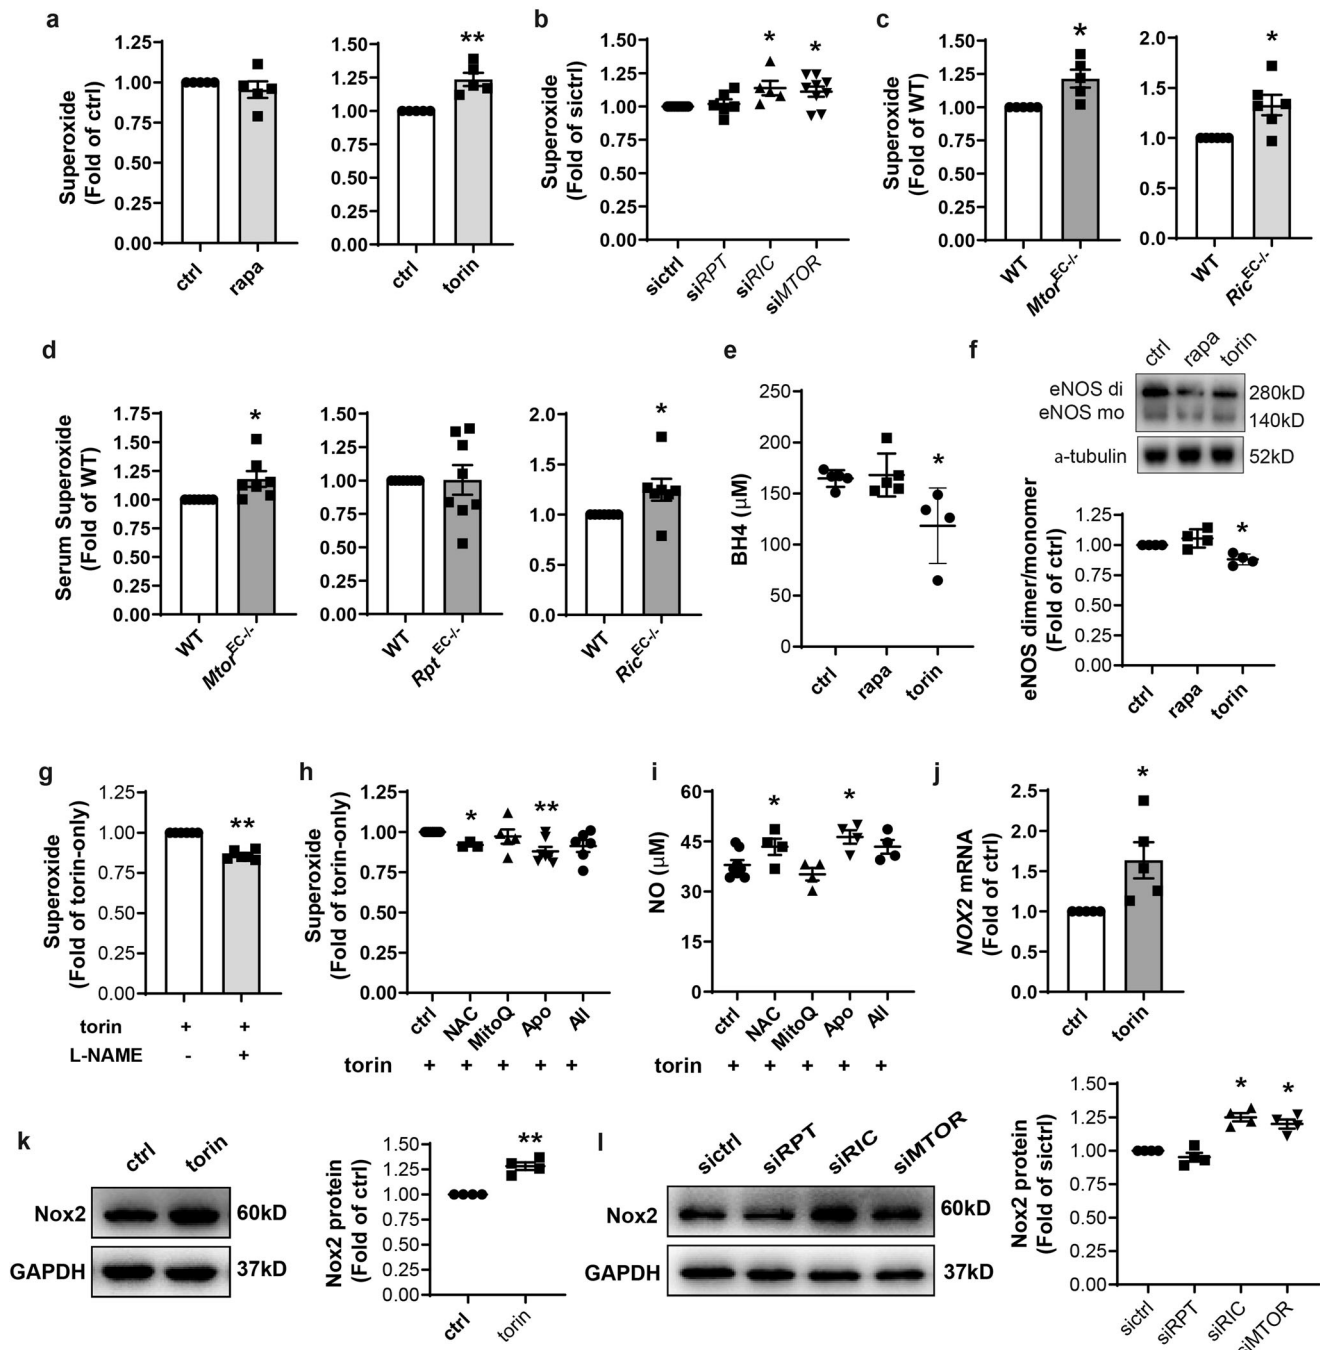 a
Superoxide
(Fold of ctrl)
1.25
1.00
0.75
0.50
0.25
0.00
ctrl
rapa
1.50
1.25
1.00
0.75
0.50
0.25
0.00
**
ctrl
torin
b
Superoxide
(Fold of sictrl)
1.50
1.25
1.00
0.75
0.50
0.25
0.00
*
*
sictrl
siRPT
siRIC
siMTOR
c
Superoxide
(Fold of WT)
1.50
1.25
1.00
0.75
0.50
0.25
0.00
*
WT
Mtor EC-/-
2.0
1.5
1.0
0.5
0.0
*
WT
Ric EC-/-
d
Serum Superoxide
(Fold of WT)
1.75
1.50
1.25
1.00
0.75
0.50
0.25
0.00
*
WT
Mtor EC-/-
1.50
1.25
1.00
0.75
0.50
0.25
0.00
WT
Rpt EC-/-
2.0
1.5
1.0
0.5
0.0
*
WT
Ric EC-/-
e
BH4 (μM)
250
200
150
100
50
0
*
ctrl
rapa
torin
f
ctrl
rapa
torin
eNOS di
280kD
eNOS mo
140kD
a-tubulin
52kD
eNOS dimer/monomer
(Fold of ctrl)
1.25
1.00
0.75
0.50
0.25
0.00
*
ctrl
rapa
torin
g
Superoxide
(Fold of torin-only)
1.25
1.00
0.75
0.50
0.25
0.00
**
torin + +
L-NAME - +
h
Superoxide
(Fold of torin-only)
1.25
1.00
0.75
0.50
0.25
0.00
*
**
ctrl
NAC
MitoQ
Apo
All
torin + + + + +
i
NO (μM)
60
45
30
15
0
*
*
ctrl
NAC
MitoQ
Apo
All
torin + + + + +
j
NOX2 mRNA
(Fold of ctrl)
2.5
2.0
1.5
1.0
0.5
0.0
*
ctrl
torin
k
ctrl
torin
Nox2
60kD
GAPDH
37kD
Nox2 protein
(Fold of ctrl)
1.50
1.25
1.00
0.75
0.50
0.25
0.00
**
ctrl
torin
l
sictrl
siRPT
siRIC
siMTOR
Nox2
60kD
GAPDH
37kD
Nox2 protein
(Fold of sictrl)
1.50
1.25
1.00
0.75
0.50
0.25
0.00
*
*
sictrl
siRPT
siRIC
siMTOR